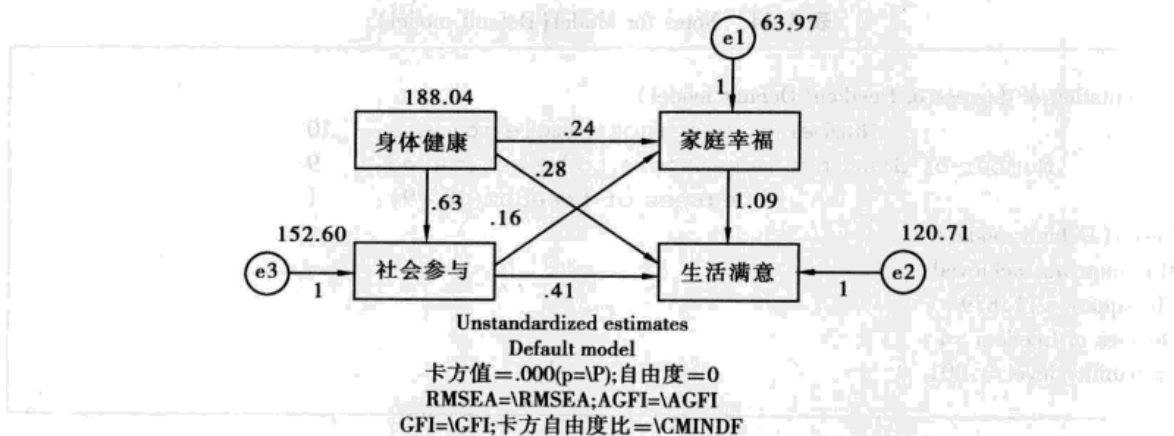 63.97
e1
1
188.04
身体健康
.24
家庭幸福
.28
.63
.16
1.09
152.60
120.71
e3
1
社会参与
.41
生活满意
1
e2
Unstandardized estimates
Default model
卡方值=.000(p=\P);自由度=0
RMSEA=\RMSEA;AGFI=\AGFI
GFI=\GFI;卡方自由度比=\CMINDF